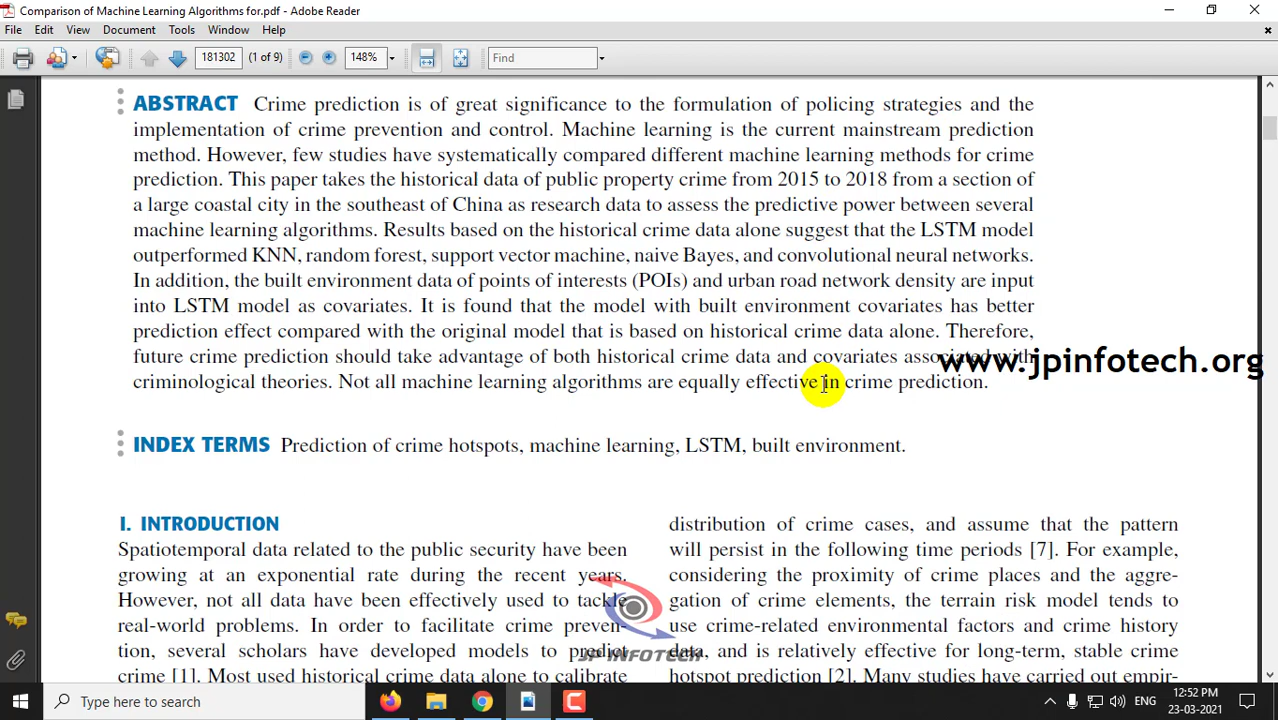 Comparison of Machine Learning Algorithms for.pdf - Adobe Reader
File Edit View Document Tools Window Help
181302 (1 of 9) 148% Find
ABSTRACT Crime prediction is of great significance to the formulation of policing strategies and the
implementation of crime prevention and control. Machine learning is the current mainstream prediction
method. However, few studies have systematically compared different machine learning methods for crime
prediction. This paper takes the historical data of public property crime from 2015 to 2018 from a section of
a large coastal city in the southeast of China as research data to assess the predictive power between several
machine learning algorithms. Results based on the historical crime data alone suggest that the LSTM model
outperformed KNN, random forest, support vector machine, naive Bayes, and convolutional neural networks.
In addition, the built environment data of points of interests (POIs) and urban road network density are input
into LSTM model as covariates. It is found that the model with built environment covariates has better
prediction effect compared with the original model that is based on historical crime data alone. Therefore,
future crime prediction should take advantage of both historical crime data and covariates associated with
www.jpinfotech.org
criminological theories. Not all machine learning algorithms are equally effective in crime prediction.
INDEX TERMS Prediction of crime hotspots, machine learning, LSTM, built environment.
I. INTRODUCTION
Spatiotemporal data related to the public security have been
growing at an exponential rate during the recent years.
However, not all data have been effectively used to tackle
real-world problems. In order to facilitate crime preven-
tion, several scholars have developed models to predict
crime [1]. Most used historical crime data alone to calibrate
distribution of crime cases, and assume that the pattern
will persist in the following time periods [7]. For example,
considering the proximity of crime places and the aggre-
gation of crime elements, the terrain risk model tends to
use crime-related environmental factors and crime history
data, and is relatively effective for long-term, stable crime
hotspot prediction [2]. Many studies have carried out empir-
JP INFOTECH
Type here to search
ENG
12:52 PM
23-03-2021